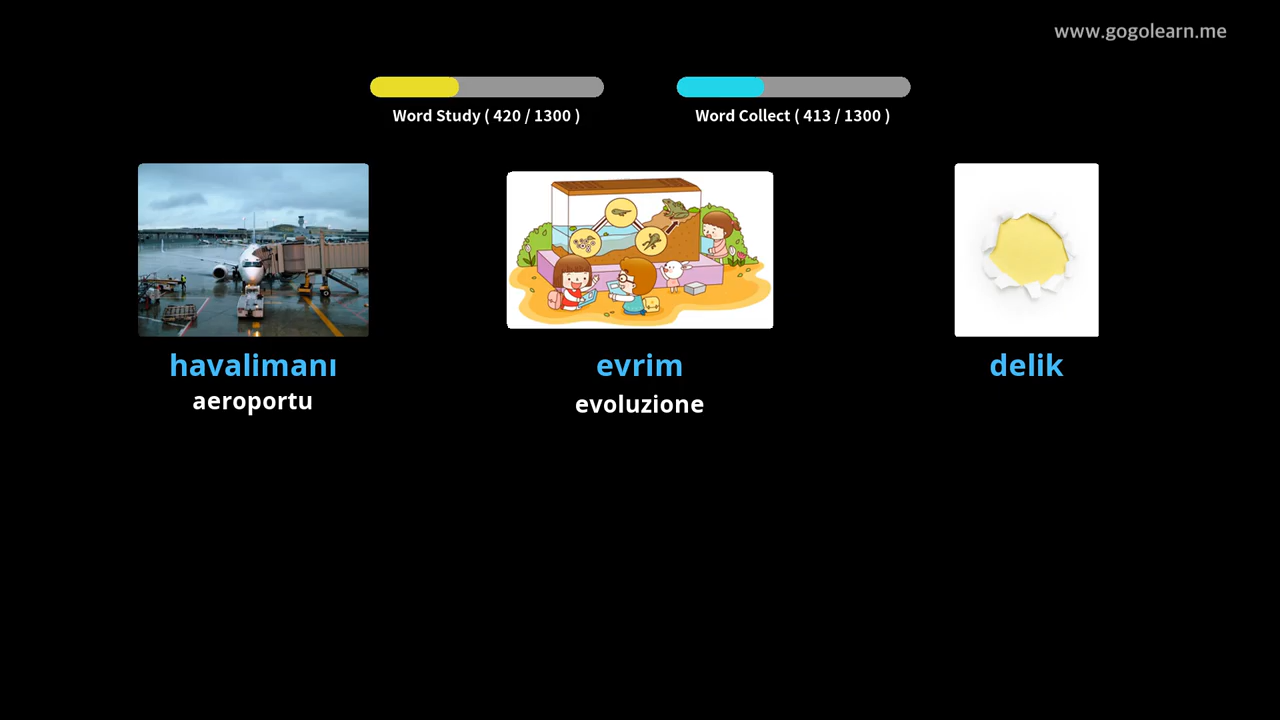 www.gogolearn.me
Word Study ( 420 / 1300 )
Word Collect ( 413 / 1300 )
havalimanı
aeroportu
evrim
evoluzione
delik